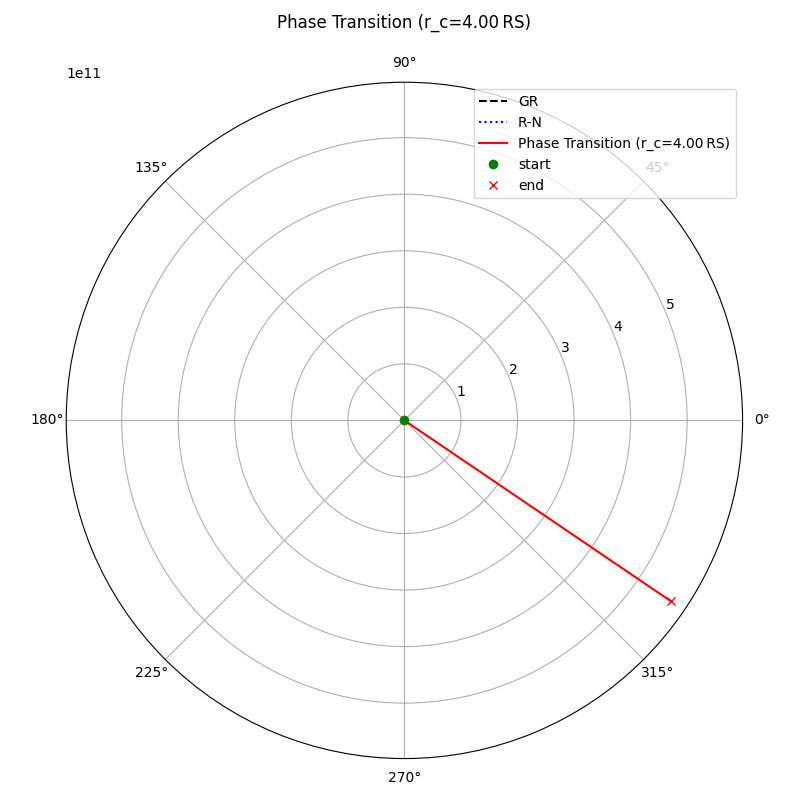 Phase Transition (r_c=4.00 RS)
1e11
90°
GR
R-N
Phase Transition (r_c=4.00 RS)
start
end
135°
45°
5
4
3
2
1
180°
0°
225°
315°
270°